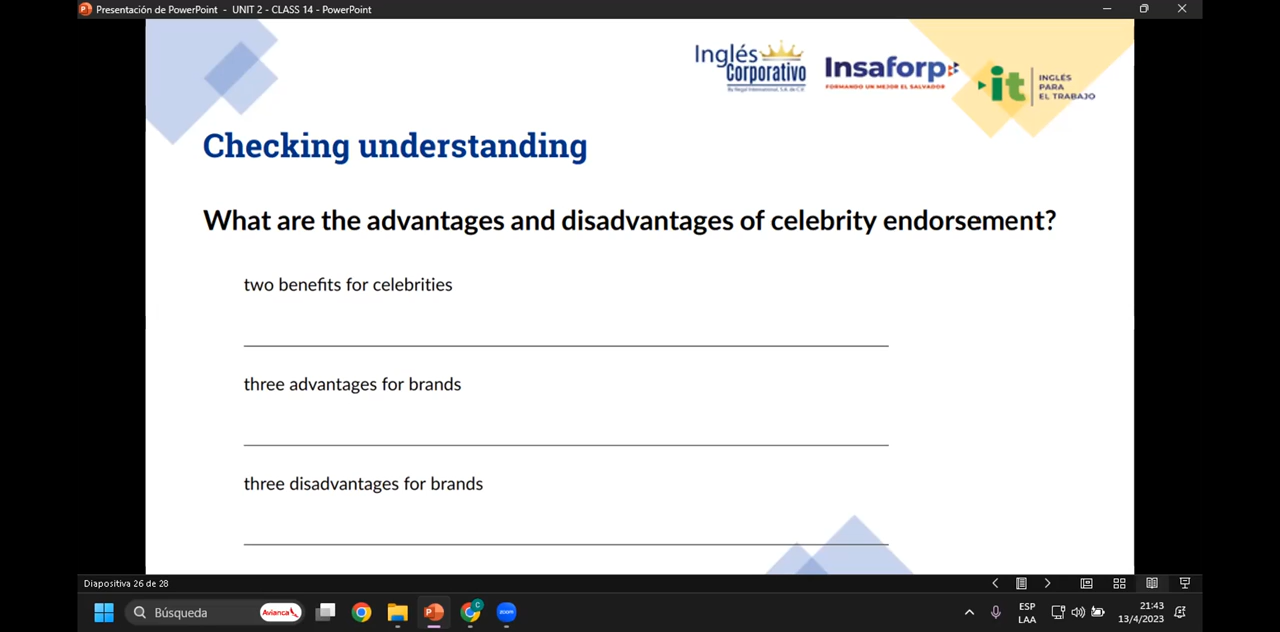 Presentación de PowerPoint - UNIT 2 - CLASS 14 - PowerPoint
Inglés
Corporativo
Insaforp
FORMANDO UN MEJOR EL SALVADOR
it
INGLÉS
PARA
EL TRABAJO
Checking understanding
What are the advantages and disadvantages of celebrity endorsement?
two benefits for celebrities
three advantages for brands
three disadvantages for brands
Diapositiva 26 de 28
Búsqueda
Avianca
zoom
ESP
LAA
21:43
13/4/2023